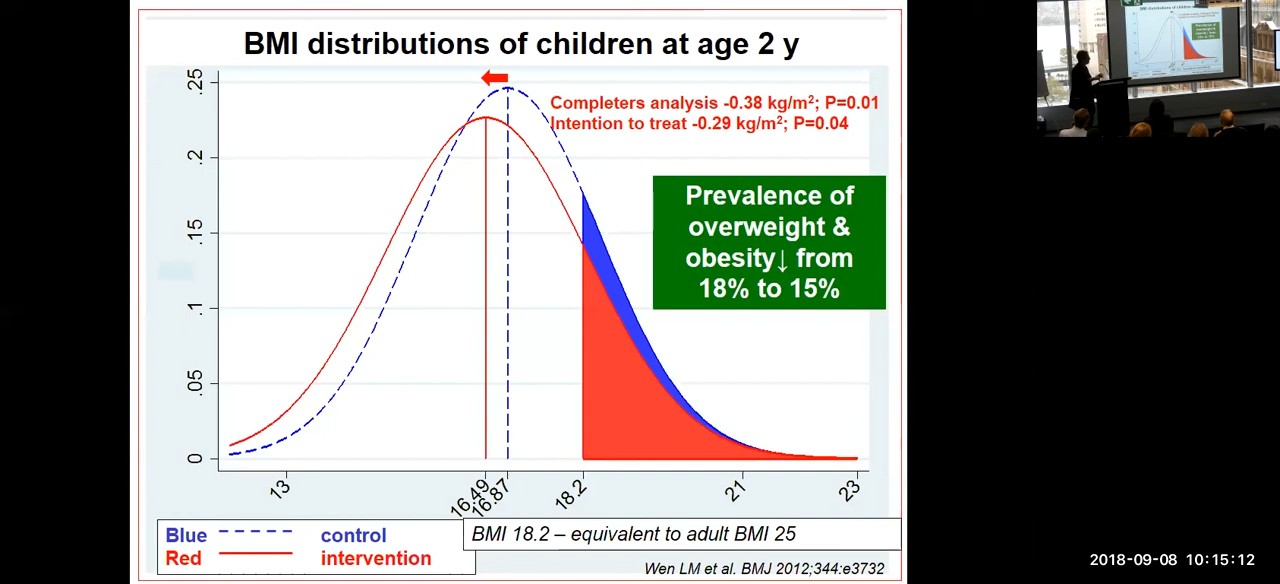 BMI distributions of children at age 2 y
.25
.2
.15
.1
.05
0
Completers analysis -0.38 kg/m²; P=0.01
Intention to treat -0.29 kg/m²; P=0.04
Prevalence of
overweight &
obesity↓ from
18% to 15%
13
16.49
16.87
18.2
21
23
Blue control
Red intervention
BMI 18.2 – equivalent to adult BMI 25
Wen LM et al. BMJ 2012;344:e3732
2018-09-08 10:15:12